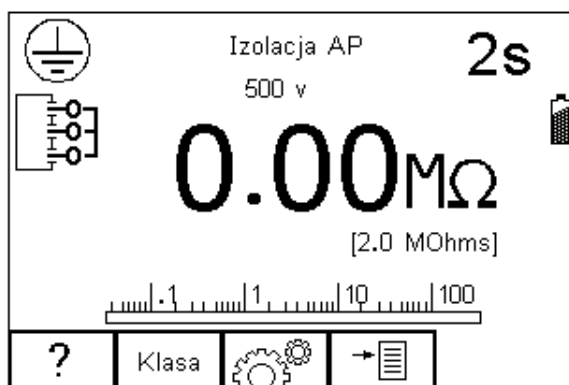 Izolacja AP
2s
500 v
0.00MΩ
[2.0 MOhms]
.1 1 10 100
? Klasa